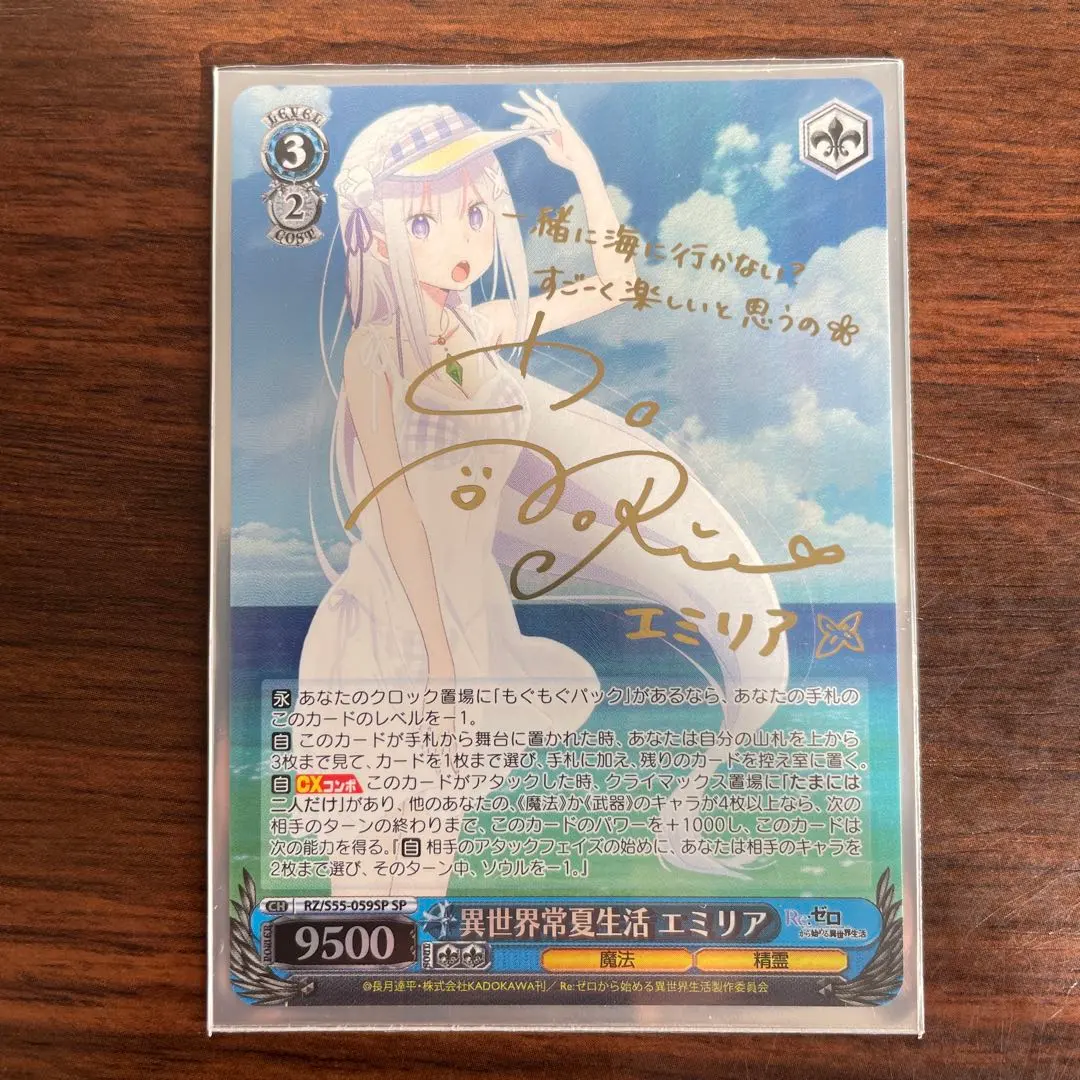 LEVEL
3
2
COST
一緒に海に行かない?
すごーく楽しいと思うの
Rie
エミリア
永 あなたのクロック置場に「もぐもぐパック」があるなら、あなたの手札の
このカードのレベルを－1。
自 このカードが手札から舞台に置かれた時、あなたは自分の山札を上から
3枚まで見て、カードを1枚まで選び、手札に加え、残りのカードを控え室に置く。
自 CXコンボ このカードがアタックした時、クライマックス置場に「たまには
二人だけ」があり、他のあなたの、《魔法》か《武器》のキャラが4枚以上なら、次の
相手のターンの終わりまで、このカードのパワーを＋1000し、このカードは
次の能力を得る。『自 相手のアタックフェイズの始めに、あなたは相手のキャラを
2枚まで選び、そのターン中、ソウルを－1。』
CH RZ/S55-059SP SP
POWER 9500 SOUL
異世界常夏生活 エミリア
Re:ゼロ
から始める異世界生活
魔法 精霊
©長月達平・株式会社KADOKAWA刊／Re:ゼロから始める異世界生活製作委員会